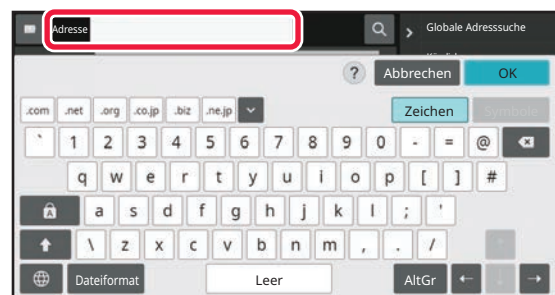 Adresse Globale Adresssuche
? Abbrechen OK
.com .net .org .co.jp .biz .ne.jp Zeichen Symbole
` 1 2 3 4 5 6 7 8 9 0 - = @
q w e r t y u i o p [ ] #
A a s d f g h j k l ; '
\ z x c v b n m , . /
Dateiformat Leer AltGr ← ↓ →